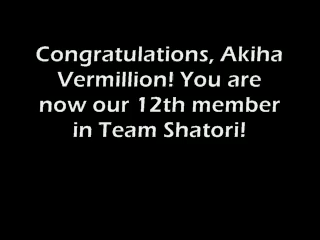 Congratulations, Akiha
Vermillion! You are
now our 12th member
in Team Shatori!